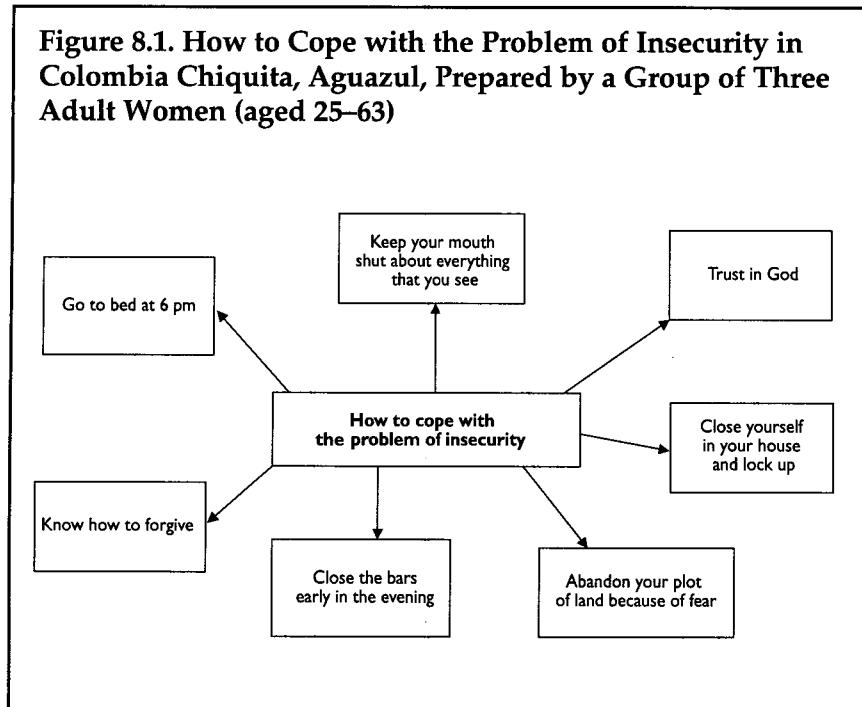 Figure 8.1. How to Cope with the Problem of Insecurity in
Colombia Chiquita, Aguazul, Prepared by a Group of Three
Adult Women (aged 25–63)
Keep your mouth
shut about everything
that you see
Trust in God
Go to bed at 6 pm
How to cope with
the problem of insecurity
Close yourself
in your house
and lock up
Know how to forgive
Close the bars
early in the evening
Abandon your plot
of land because of fear